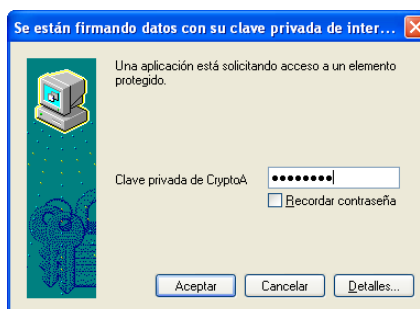 Se están firmando datos con su clave privada de inter...
Una aplicación está solicitando acceso a un elemento
protegido.
Clave privada de CryptoA
●●●●●●●●
Recordar contraseña
Aceptar
Cancelar
Detalles...